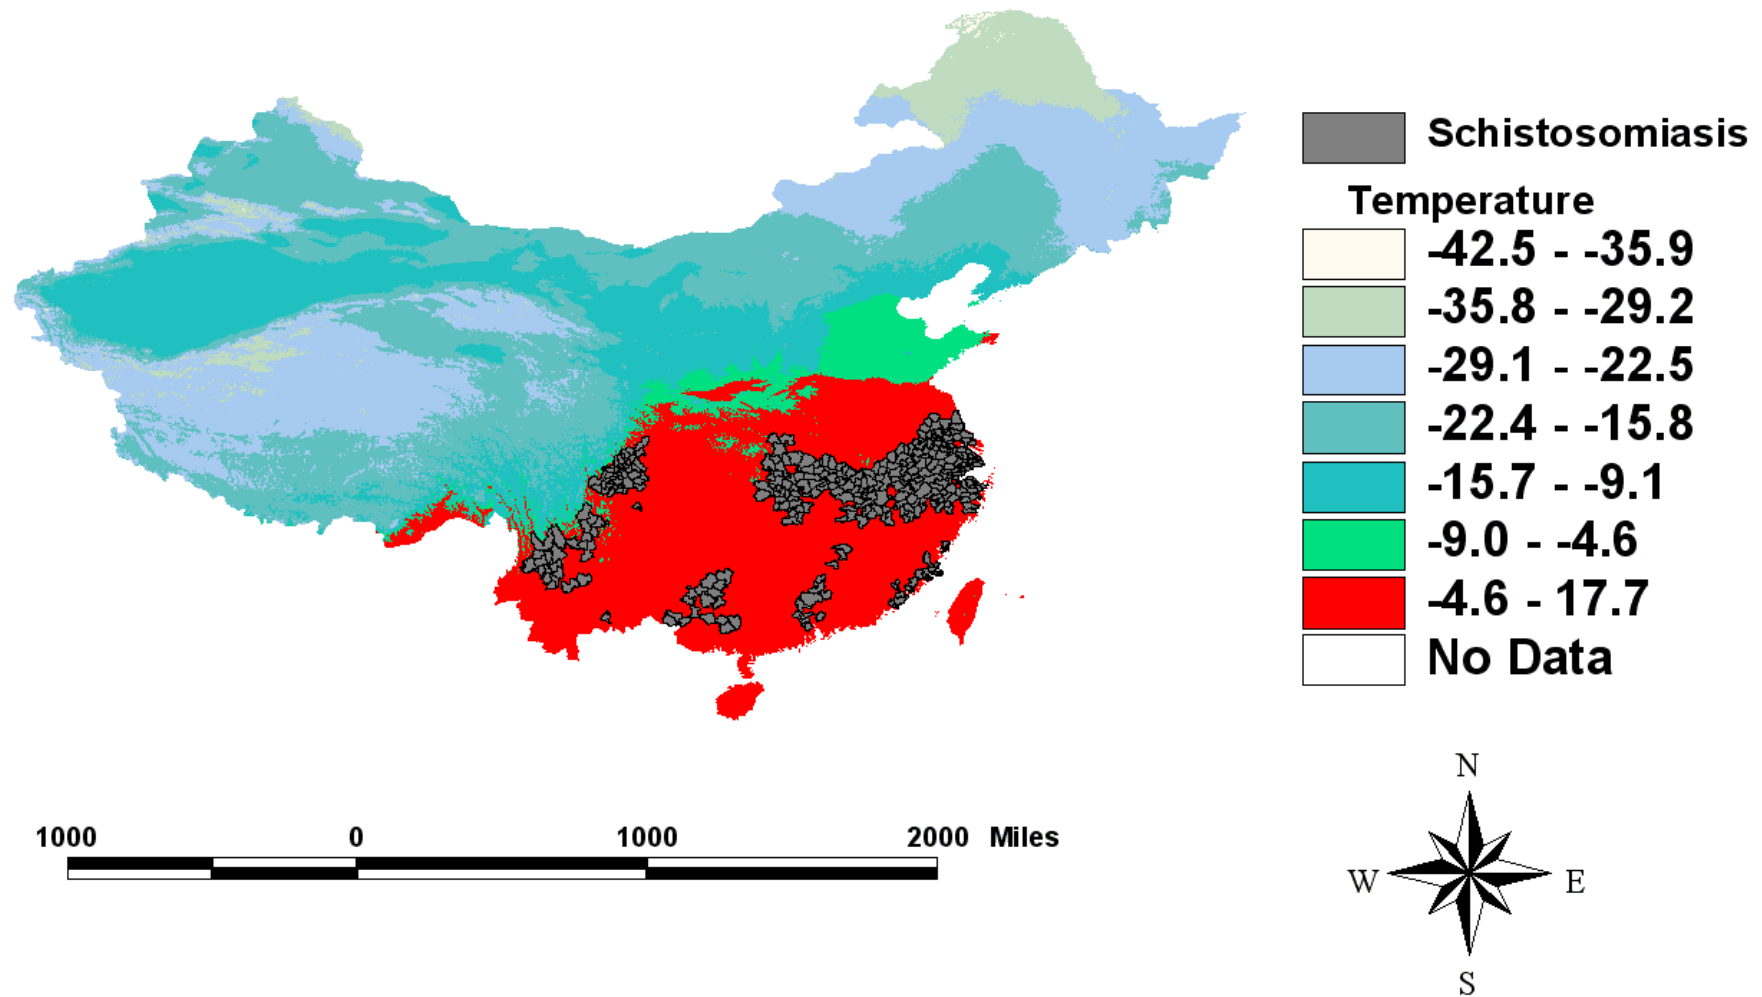 Schistosomiasis
Temperature
-42.5 - -35.9
-35.8 - -29.2
-29.1 - -22.5
-22.4 - -15.8
-15.7 - -9.1
-9.0 - -4.6
-4.6 - 17.7
No Data
N
W E
S
1000 0 1000 2000 Miles